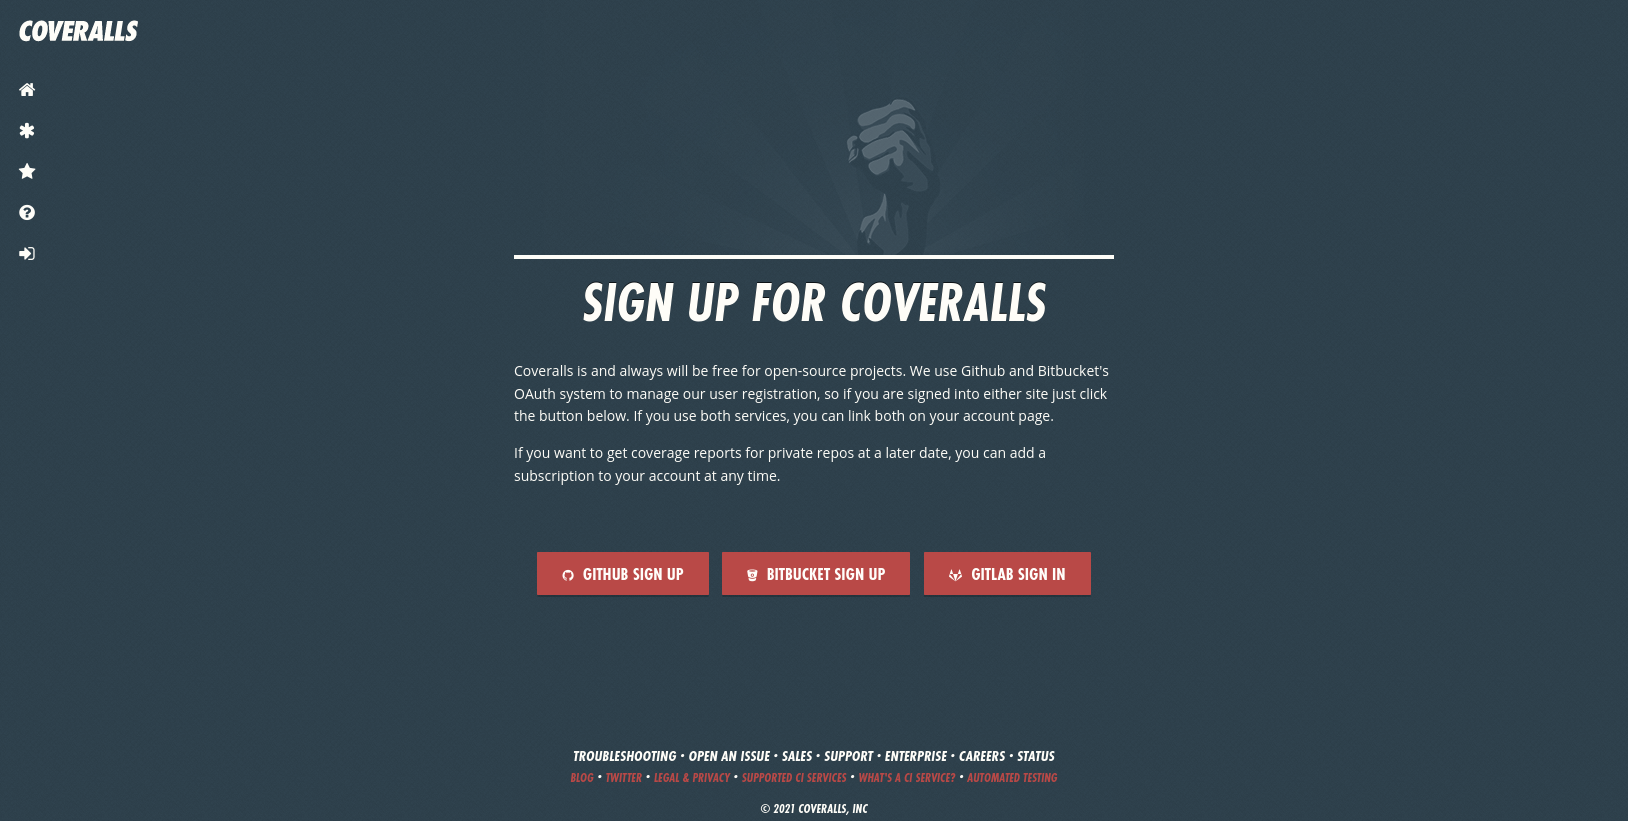 COVERALLS
SIGN UP FOR COVERALLS
Coveralls is and always will be free for open-source projects. We use Github and Bitbucket's
OAuth system to manage our user registration, so if you are signed into either site just click
the button below. If you use both services, you can link both on your account page.
If you want to get coverage reports for private repos at a later date, you can add a
subscription to your account at any time.
GITHUB SIGN UP BITBUCKET SIGN UP GITLAB SIGN IN
TROUBLESHOOTING · OPEN AN ISSUE · SALES · SUPPORT · ENTERPRISE · CAREERS · STATUS
BLOG • TWITTER • LEGAL & PRIVACY • SUPPORTED CI SERVICES • WHAT'S A CI SERVICE? • AUTOMATED TESTING
© 2021 COVERALLS, INC